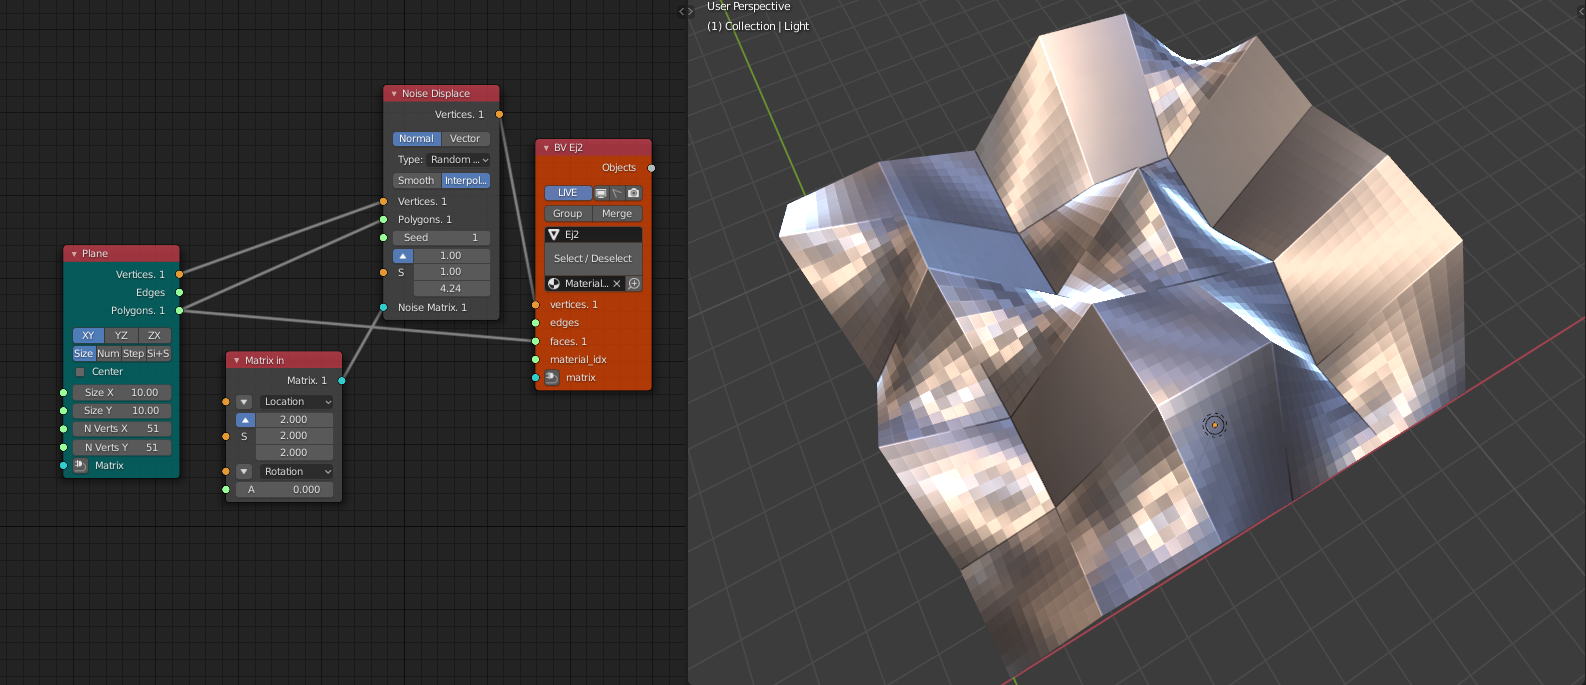 User Perspective
(1) Collection | Light
Noise Displace
Vertices. 1
Normal Vector
Type: Random ...
Smooth Interpol...
Vertices. 1
Polygons. 1
Seed 1
1.00
S 1.00
4.24
Noise Matrix. 1
BV Ej2
Objects
LIVE
Group Merge
Ej2
Select / Deselect
Material...
vertices. 1
edges
faces. 1
material_idx
matrix
Plane
Vertices. 1
Edges
Polygons. 1
XY YZ ZX
Size Num Step Si+S
Center
Size X 10.00
Size Y 10.00
N Verts X 51
N Verts Y 51
Matrix
Matrix in
Matrix. 1
Location
2.000
S 2.000
2.000
Rotation
A 0.000